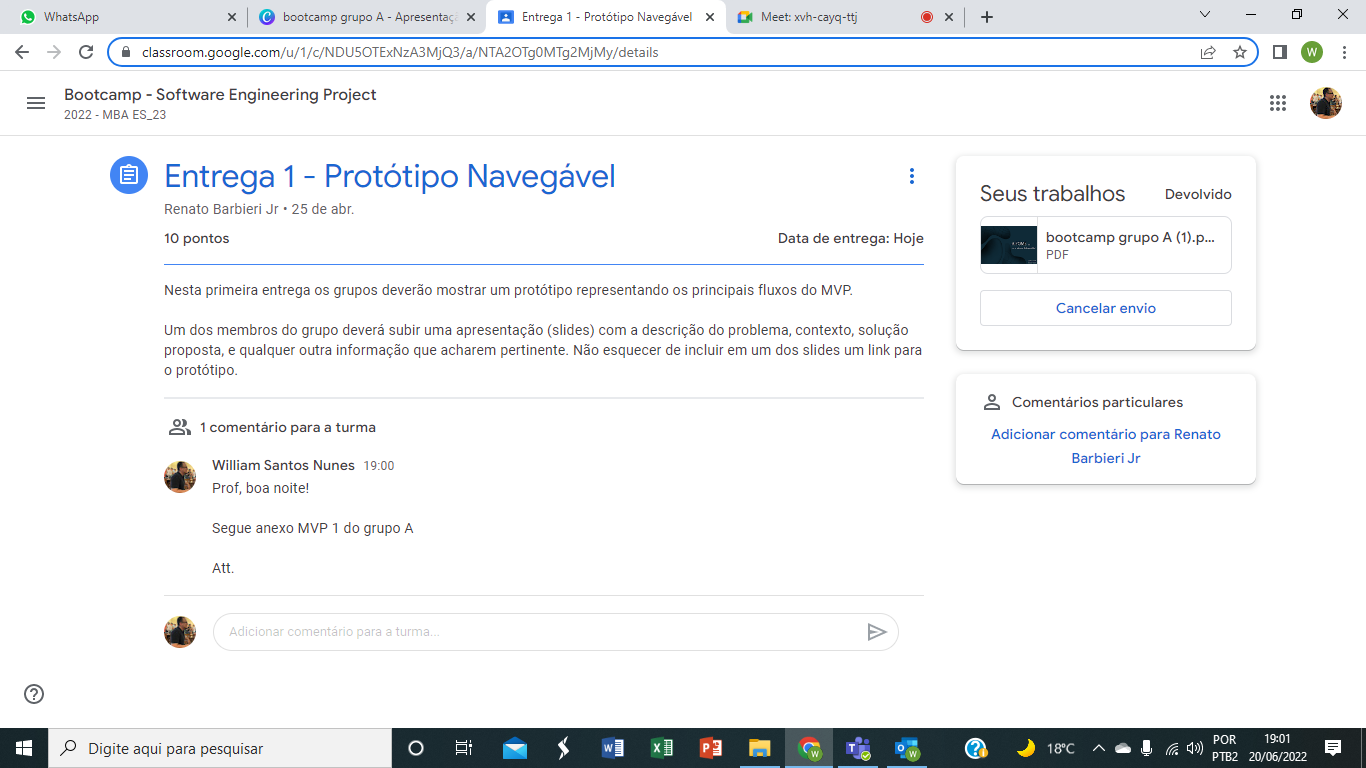 WhatsApp
bootcamp grupo A - Apresentaçã
Entrega 1 - Protótipo Navegável
Meet: xvh-cayq-ttj
classroom.google.com/u/1/c/NDU5OTExNzA3MjQ3/a/NTA2OTg0MTg2MjMy/details
W
Bootcamp - Software Engineering Project
2022 - MBA ES_23
Entrega 1 - Protótipo Navegável
Renato Barbieri Jr • 25 de abr.
10 pontos
Data de entrega: Hoje
Nesta primeira entrega os grupos deverão mostrar um protótipo representando os principais fluxos do MVP.
Um dos membros do grupo deverá subir uma apresentação (slides) com a descrição do problema, contexto, solução
proposta, e qualquer outra informação que acharem pertinente. Não esquecer de incluir em um dos slides um link para
o protótipo.
1 comentário para a turma
William Santos Nunes 19:00
Prof, boa noite!
Segue anexo MVP 1 do grupo A
Att.
Adicionar comentário para a turma...
Seus trabalhos
Devolvido
bootcamp grupo A (1).p...
PDF
Cancelar envio
Comentários particulares
Adicionar comentário para Renato
Barbieri Jr
Digite aqui para pesquisar
18°C
POR
PTB2
19:01
20/06/2022